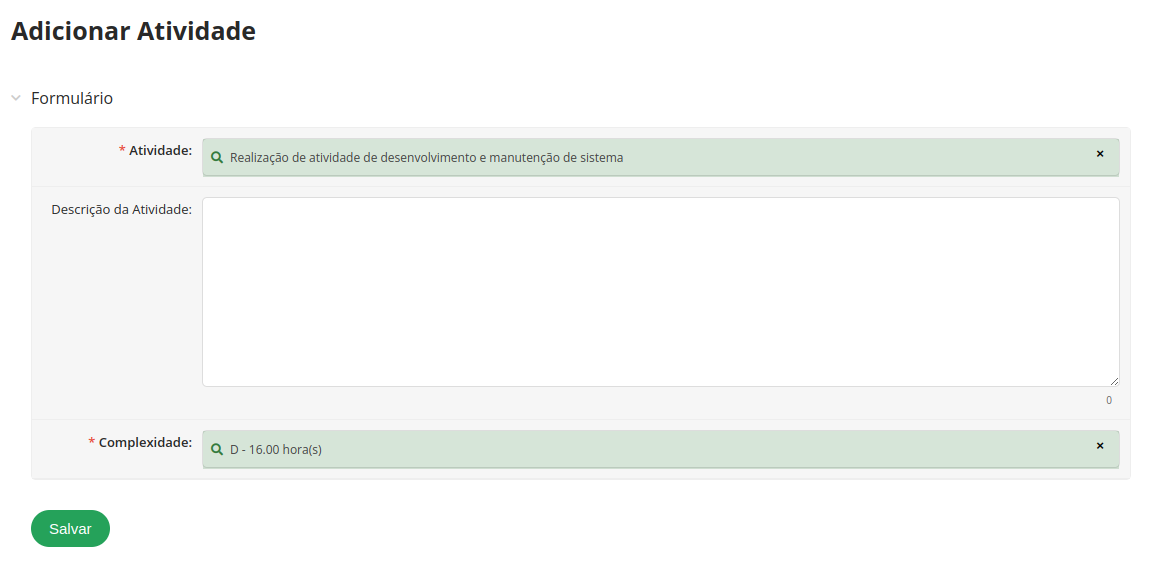 Adicionar Atividade
Formulário
* Atividade:
Realização de atividade de desenvolvimento e manutenção de sistema
×
Descrição da Atividade:
0
* Complexidade:
D - 16.00 hora(s)
×
Salvar